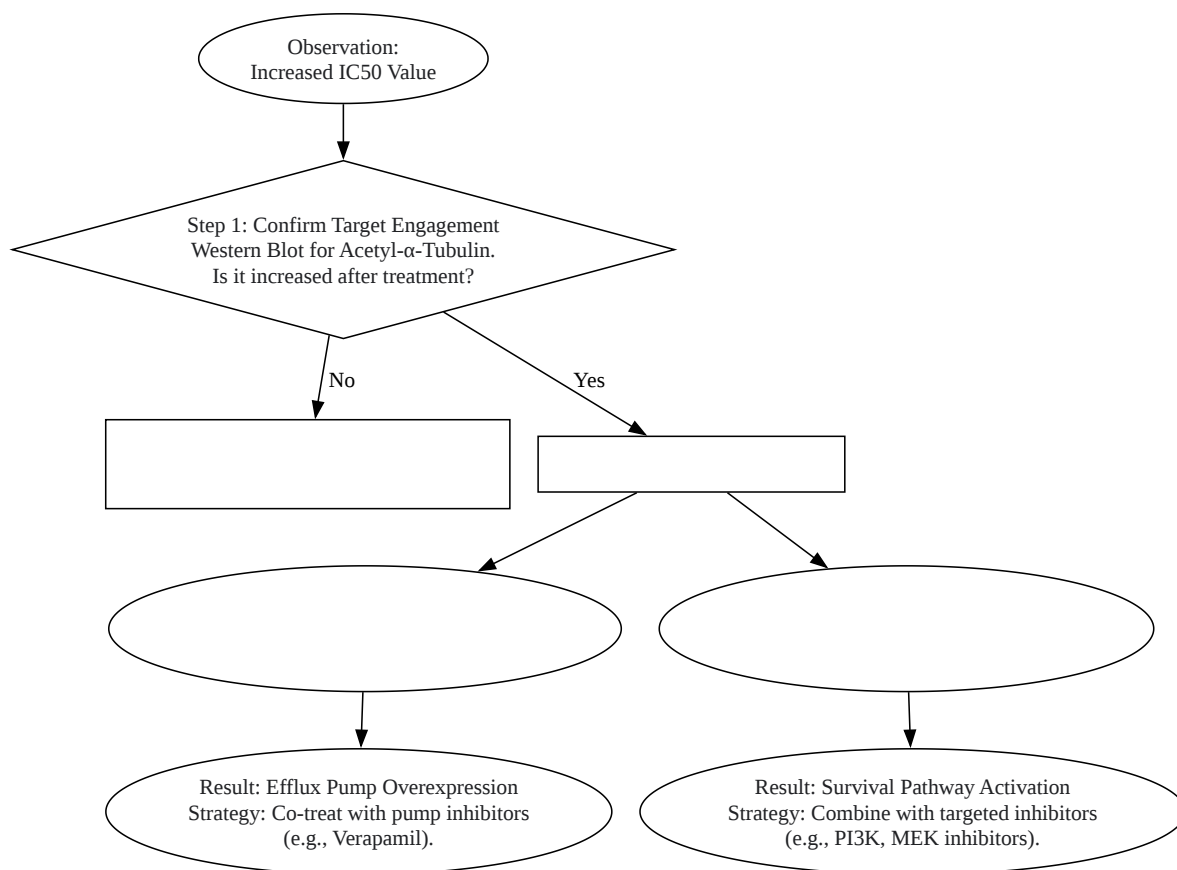 Observation:
Increased IC50 Value
Step 1: Confirm Target Engagement
Western Blot for Acetyl-α-Tubulin.
Is it increased after treatment?
No
Yes
Result: Efflux Pump Overexpression
Strategy: Co-treat with pump inhibitors
(e.g., Verapamil).
Result: Survival Pathway Activation
Strategy: Combine with targeted inhibitors
(e.g., PI3K, MEK inhibitors).